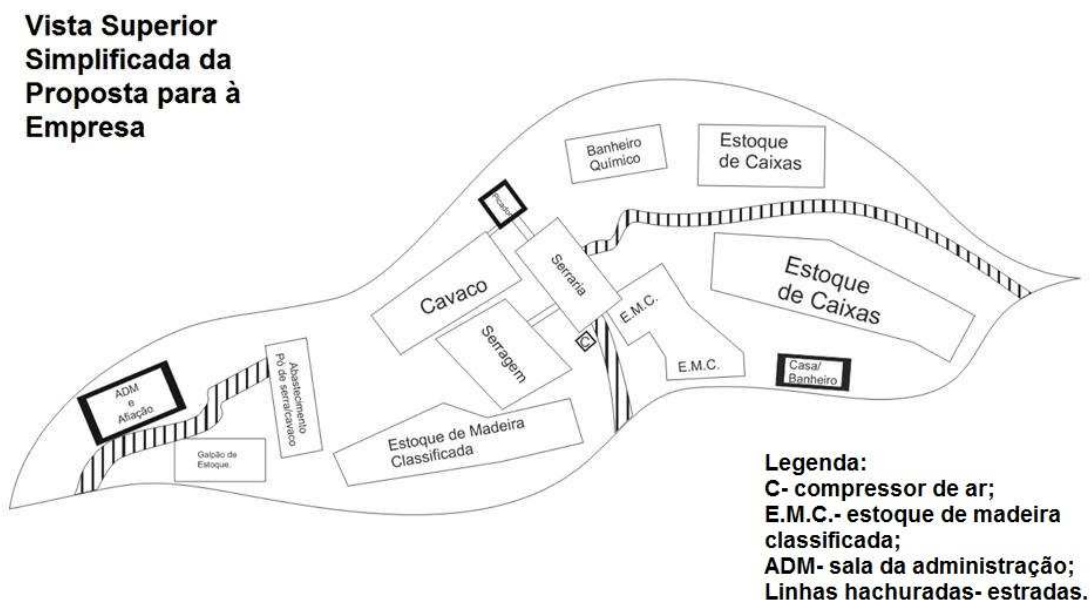 Vista Superior
Simplificada da
Proposta para à
Empresa
Banheiro
Químico
Estoque
de Caixas
Picador
Serraria
Cavaco
Estoque
de Caixas
E.M.C.
Serragem
C
E.M.C.
Casa/
Banheiro
ADM
e
Afiação
Abastecimento
Pó de serra/cavaco
Galpão de
Estoque.
Estoque de Madeira
Classificada
Legenda:
C- compressor de ar;
E.M.C.- estoque de madeira
classificada;
ADM- sala da administração;
Linhas hachuradas- estradas.